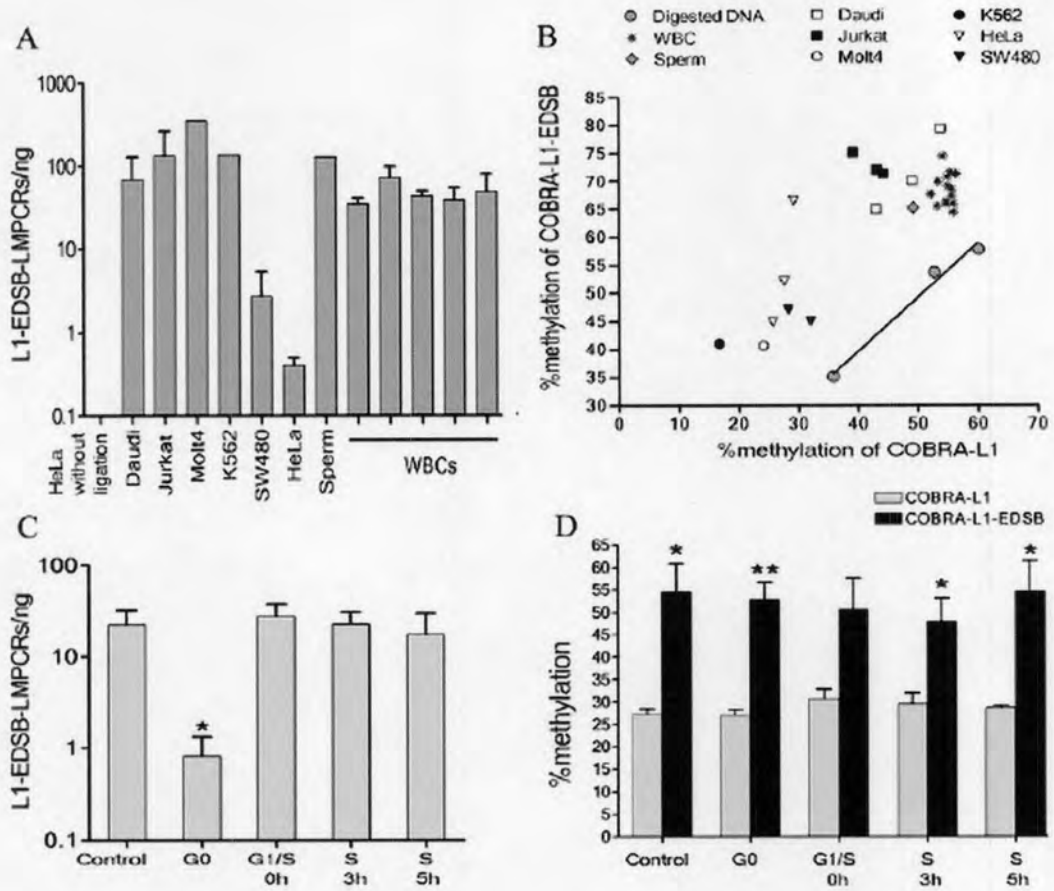 A
L1-EDSB-LMPCRs/ng
1000
100
10
1
0.1
HeLa without ligation
Daudi
Jurkat
Molt4
K562
SW480
HeLa
Sperm
WBCs
B
Digested DNA
WBC
Sperm
Daudi
Jurkat
Molt4
K562
HeLa
SW480
%methylation of COBRA-L1-EDSB
85
80
75
70
65
60
55
50
45
40
35
30
0 10 20 30 40 50 60 70
%methylation of COBRA-L1
C
L1-EDSB-LMPCRs/ng
100
10
1
0.1
*
Control G0 G1/S S S
0h 3h 5h
D
COBRA-L1
COBRA-L1-EDSB
%methylation
65
60
55
50
45
40
35
30
25
20
15
10
5
0
* ** * *
Control G0 G1/S S S
0h 3h 5h